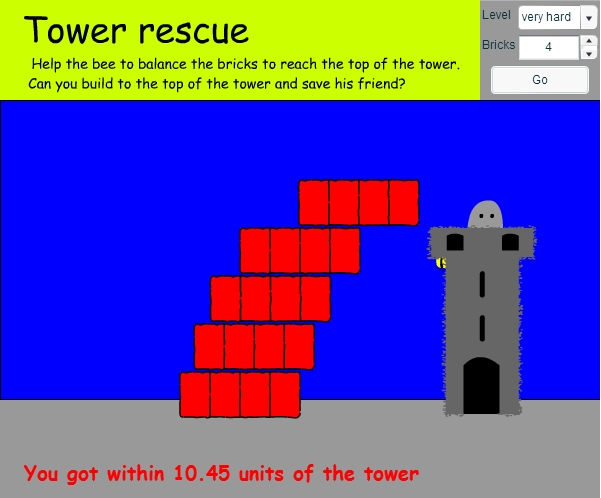 Tower rescue
Help the bee to balance the bricks to reach the top of the tower.
Can you build to the top of the tower and save his friend?
Level very hard
Bricks 4
Go
You got within 10.45 units of the tower